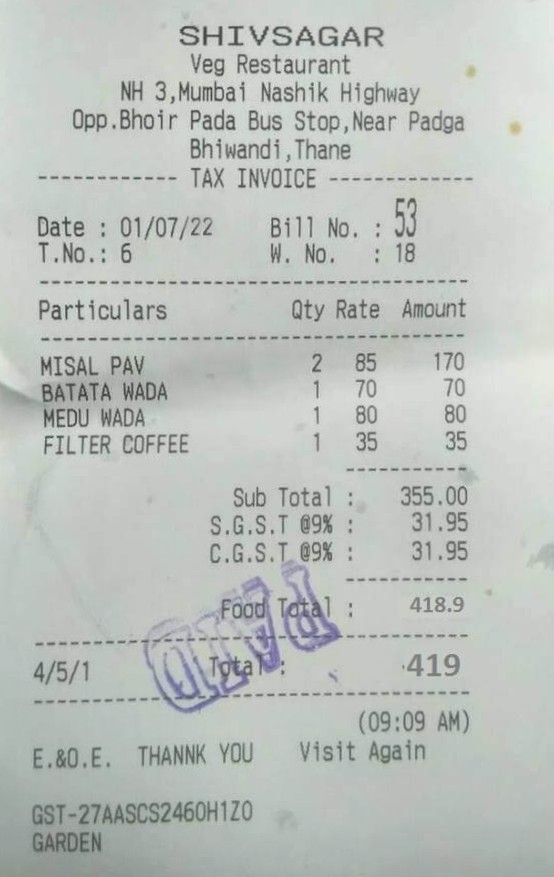 SHIVSAGAR
Veg Restaurant
NH 3,Mumbai Nashik Highway
Opp.Bhoir Pada Bus Stop,Near Padga
Bhiwandi,Thane
------------ TAX INVOICE -------------
Date : 01/07/22 Bill No. : 53
T.No.: 6 W. No. : 18
Particulars Qty Rate Amount
MISAL PAV 2 85 170
BATATA WADA 1 70 70
MEDU WADA 1 80 80
FILTER COFFEE 1 35 35
Sub Total : 355.00
S.G.S.T @9% : 31.95
C.G.S.T @9% : 31.95
Food Total : 418.9
PAID
4/5/1 Total : 419
(09:09 AM)
E.&O.E. THANNK YOU Visit Again
GST-27AASCS2460H1ZO
GARDEN